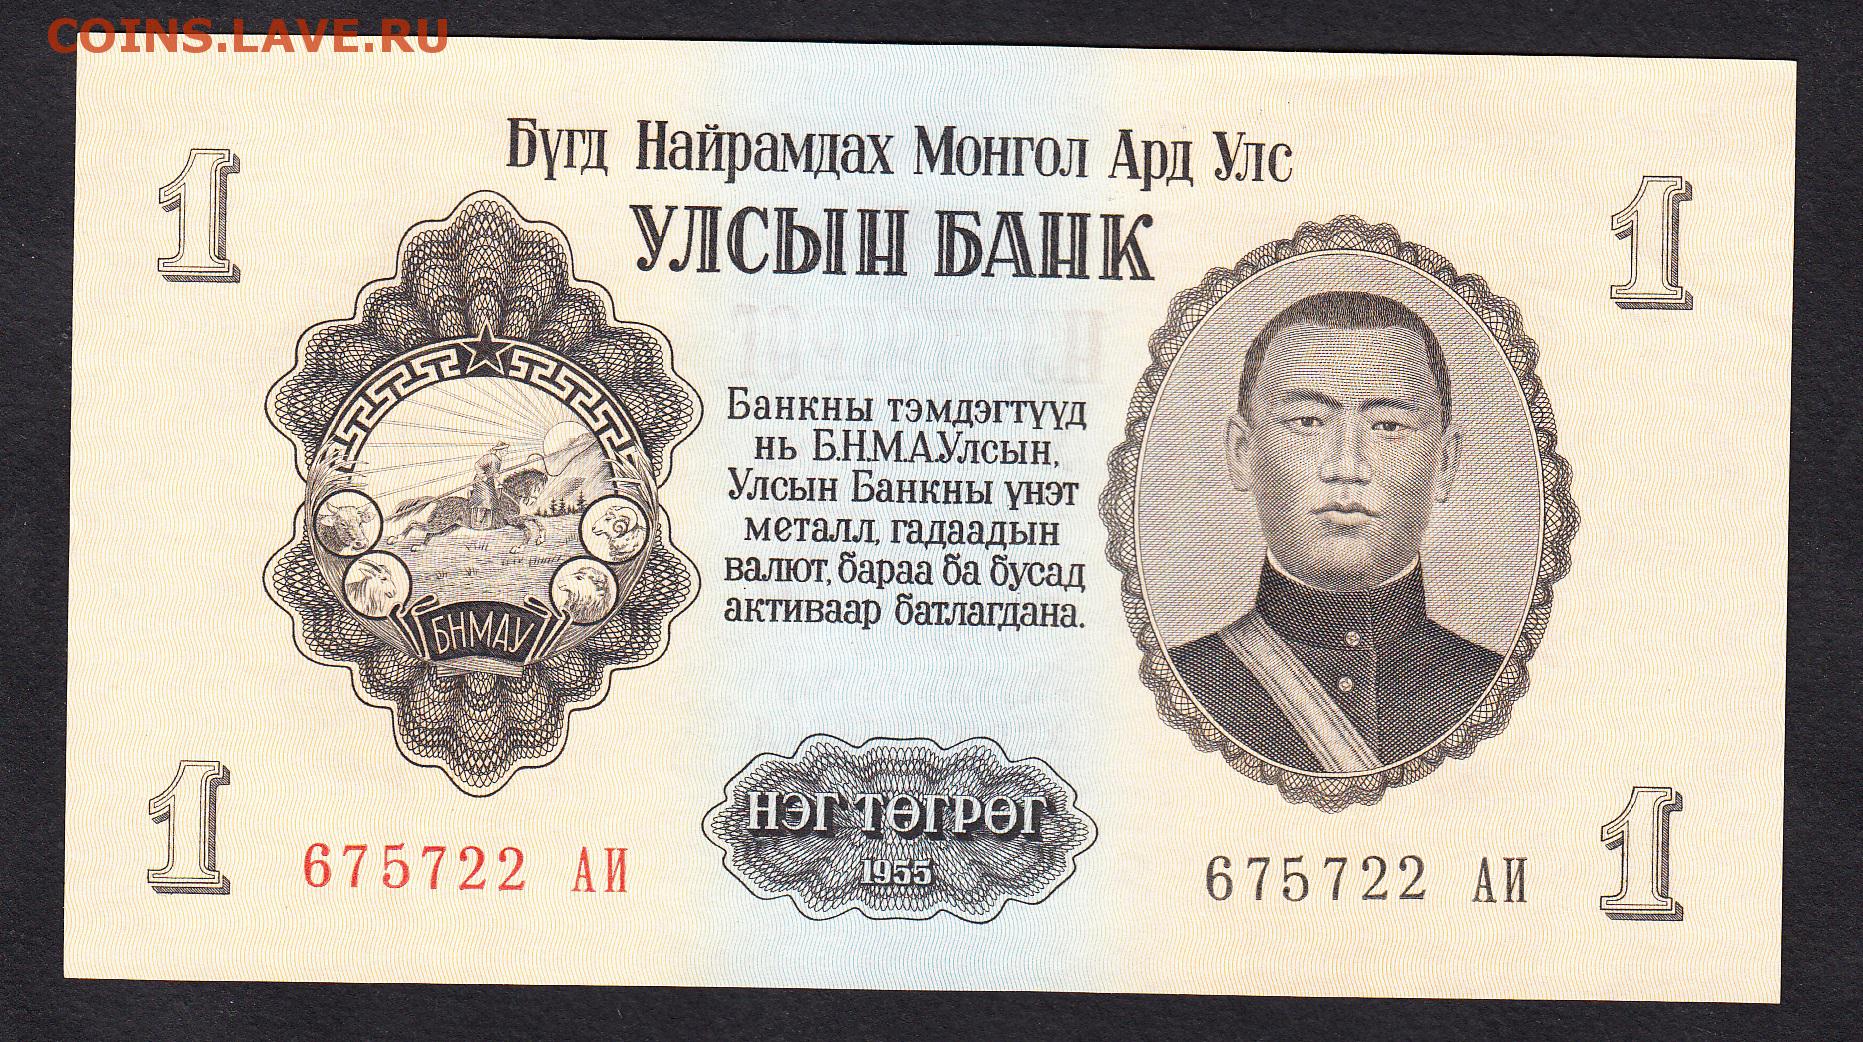 COINS.LAVE.RU
Бүгд Найрамдах Монгол Ард Улс
УЛСЫН БАНК
1
1
Банкны тэмдэгтүүд
нь Б.Н.М.А.Улсын,
Улсын Банкны үнэт
металл, гадаадын
валют, бараа ба бусад
активаар батлагдана.
БНМАУ
НЭГ ТӨГРӨГ
1955
1
675722 АИ
675722 АИ
1